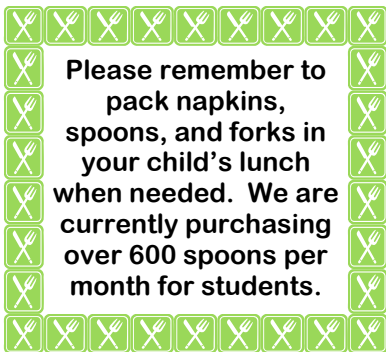 Please remember to
pack napkins,
spoons, and forks in
your child's lunch
when needed.  We are
currently purchasing
over 600 spoons per
month for students.